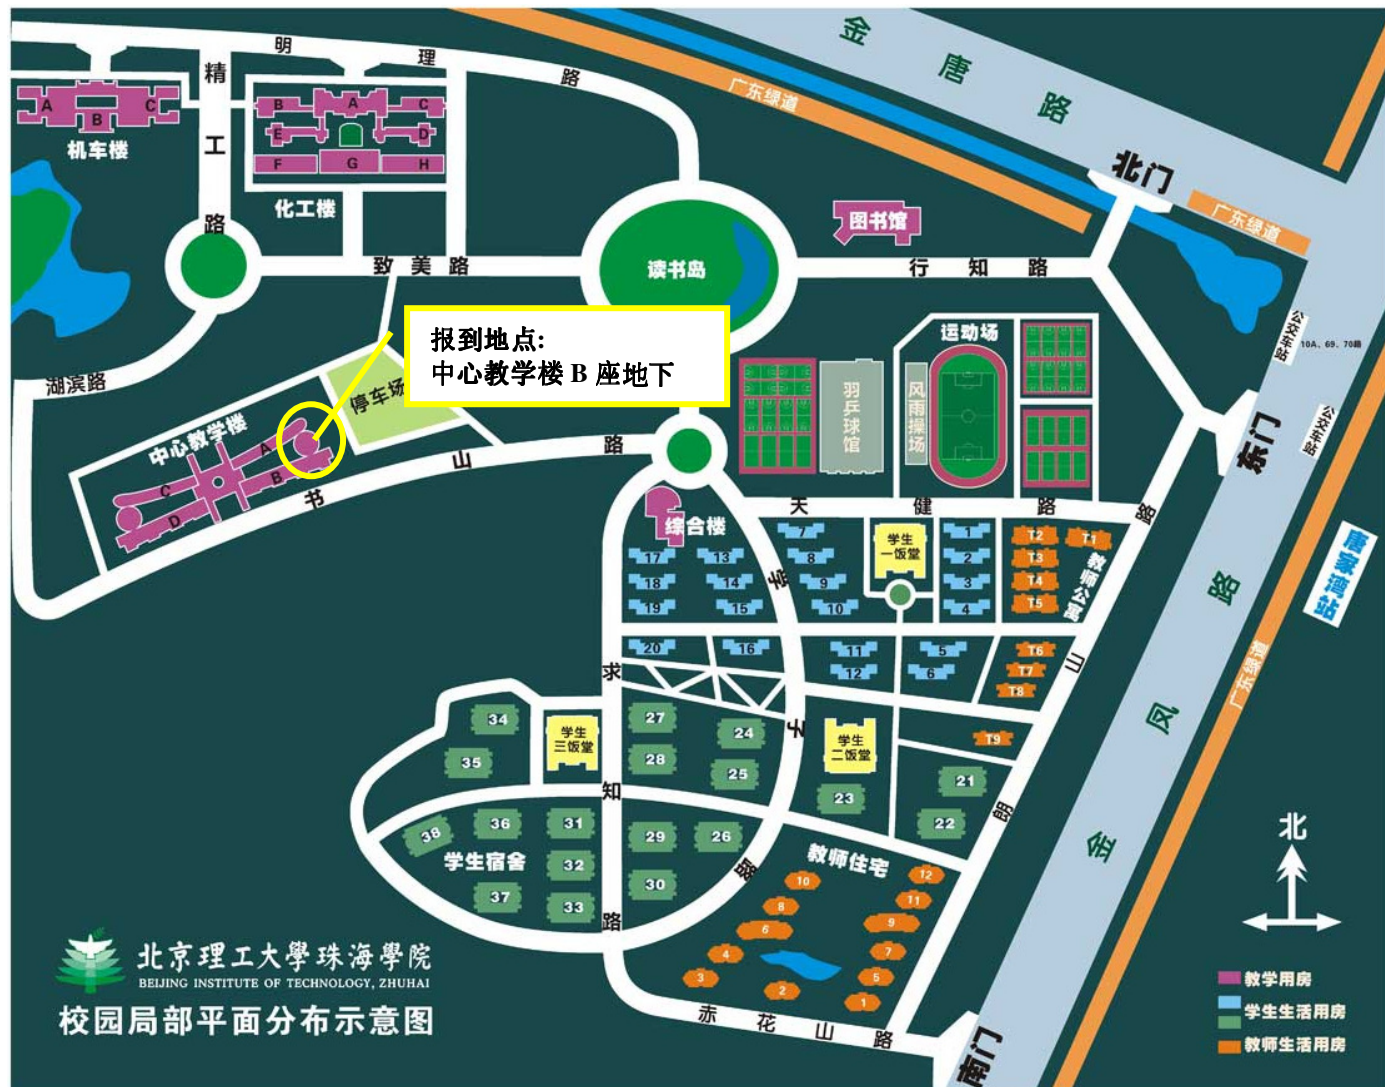 金唐路
广东绿道
北门
广东绿道
明理路
精工路
A
B
C
机车楼
B
A
C
E
D
F
G
H
化工楼
图书馆
致美路
读书岛
行知路
公交车站
10A、69、70路
公交车站
报到地点:
中心教学楼 B 座地下
湖滨路
停车场
中心教学楼
A
B
C
D
书山路
运动场
羽乒球馆
风雨操场
东门
唐家湾站
天健路
综合楼
学生
一饭堂
教师公寓
7
8
9
10
1
2
3
4
T1
T2
T3
T4
T5
17
13
18
14
19
15
20
16
11
12
5
6
T6
T7
T8
T9
学子路
求知路
朗山路
金凤路
广东绿道
34
35
学生
三饭堂
27
28
24
25
学生
二饭堂
23
21
22
38
36
31
32
37
33
29
26
30
学生宿舍
教师住宅
10
12
8
11
6
9
4
7
3
2
5
1
赤花山路
南门
北
北京理工大學珠海學院
BEIJING INSTITUTE OF TECHNOLOGY, ZHUHAI
校园局部平面分布示意图
教学用房
学生生活用房
教师生活用房